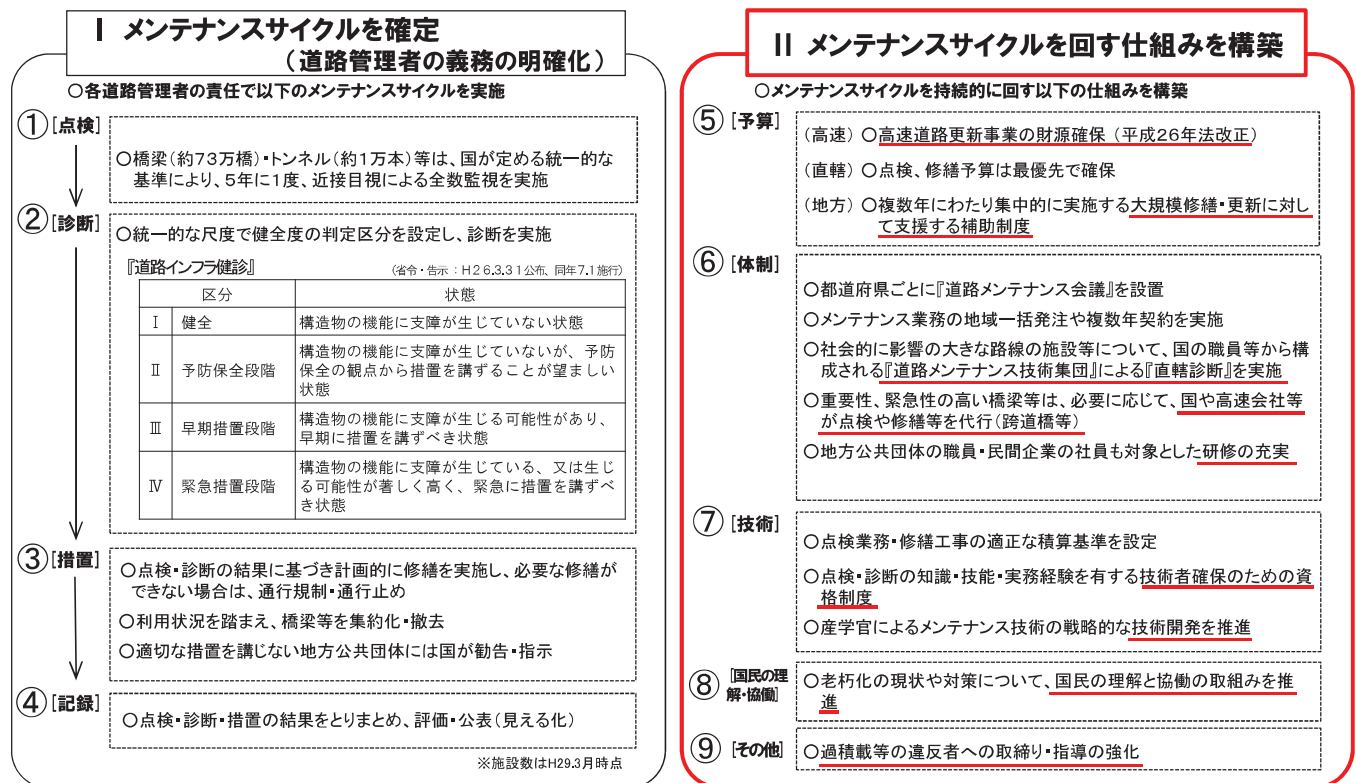 Ⅰ メンテナンスサイクルを確定
（道路管理者の義務の明確化）
○各道路管理者の責任で以下のメンテナンスサイクルを実施
①［点検］
○橋梁（約73万橋）・トンネル（約1万本）等は、国が定める統一的な
基準により、5年に1度、近接目視による全数監視を実施
②［診断］
○統一的な尺度で健全度の判定区分を設定し、診断を実施
『道路インフラ健診』
（省令・告示：H26.3.31公布、同年7.1施行）
区分 状態
Ⅰ 健全 構造物の機能に支障が生じていない状態
Ⅱ 予防保全段階 構造物の機能に支障が生じていないが、予防
保全の観点から措置を講ずることが望ましい
状態
Ⅲ 早期措置段階 構造物の機能に支障が生じる可能性があり、
早期に措置を講ずべき状態
Ⅳ 緊急措置段階 構造物の機能に支障が生じている、又は生じ
る可能性が著しく高く、緊急に措置を講ずべ
き状態
③［措置］
○点検・診断の結果に基づき計画的に修繕を実施し、必要な修繕が
できない場合は、通行規制・通行止め
○利用状況を踏まえ、橋梁等を集約化・撤去
○適切な措置を講じない地方公共団体には国が勧告・指示
④［記録］
○点検・診断・措置の結果をとりまとめ、評価・公表（見える化）
※施設数はH29.3月時点
Ⅱ メンテナンスサイクルを回す仕組みを構築
○メンテナンスサイクルを持続的に回す以下の仕組みを構築
⑤［予算］
（高速）○高速道路更新事業の財源確保（平成26年法改正）
（直轄）○点検、修繕予算は最優先で確保
（地方）○複数年にわたり集中的に実施する大規模修繕・更新に対し
て支援する補助制度
⑥［体制］
○都道府県ごとに『道路メンテナンス会議』を設置
○メンテナンス業務の地域一括発注や複数年契約を実施
○社会的に影響の大きな路線の施設等について、国の職員等から構
成される『道路メンテナンス技術集団』による『直轄診断』を実施
○重要性、緊急性の高い橋梁等は、必要に応じて、国や高速会社等
が点検や修繕等を代行（跨道橋等）
○地方公共団体の職員・民間企業の社員も対象とした研修の充実
⑦［技術］
○点検業務・修繕工事の適正な積算基準を設定
○点検・診断の知識・技能・実務経験を有する技術者確保のための資
格制度
○産学官によるメンテナンス技術の戦略的な技術開発を推進
⑧［国民の理
解・協働］
○老朽化の現状や対策について、国民の理解と協働の取組みを推
進
⑨［その他］
○過積載等の違反者への取締り・指導の強化